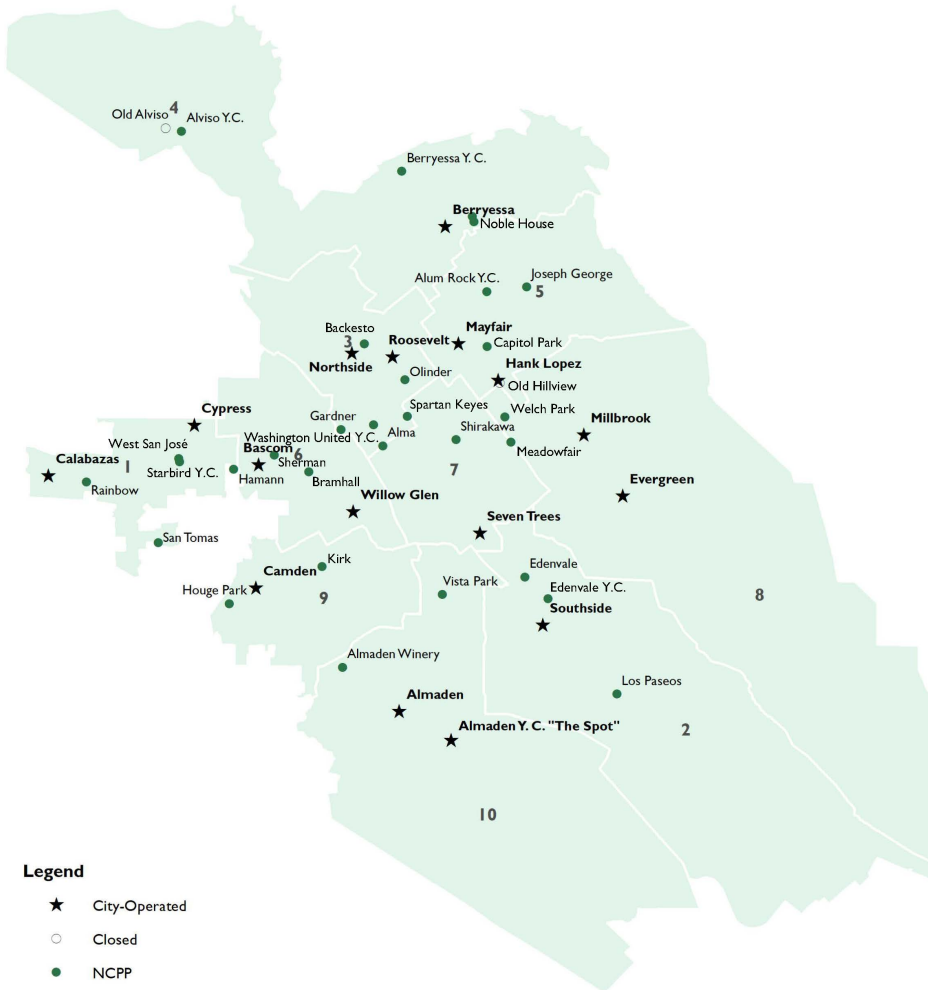 4
Old Alviso
Alviso Y.C.
Berryessa Y. C.
Berryessa
Noble House
Joseph George
Alum Rock Y.C.
5
Backesto
3
Roosevelt
Mayfair
Capitol Park
Northside
Hank Lopez
Olinder
Old Hillview
Cypress
Spartan Keyes
Welch Park
Millbrook
Gardner
Washington United Y.C.
Alma
Shirakawa
Meadowfair
West San José
Bascom
6
Calabazas
1
Starbird Y.C.
Sherman
7
Hamann
Bramhall
Rainbow
Evergreen
Willow Glen
Seven Trees
San Tomas
Kirk
Edenvale
Camden
Vista Park
Edenvale Y.C.
Houge Park
9
Southside
8
Almaden Winery
Los Paseos
Almaden
Almaden Y. C. "The Spot"
2
10
Legend
City-Operated
Closed
NCPP